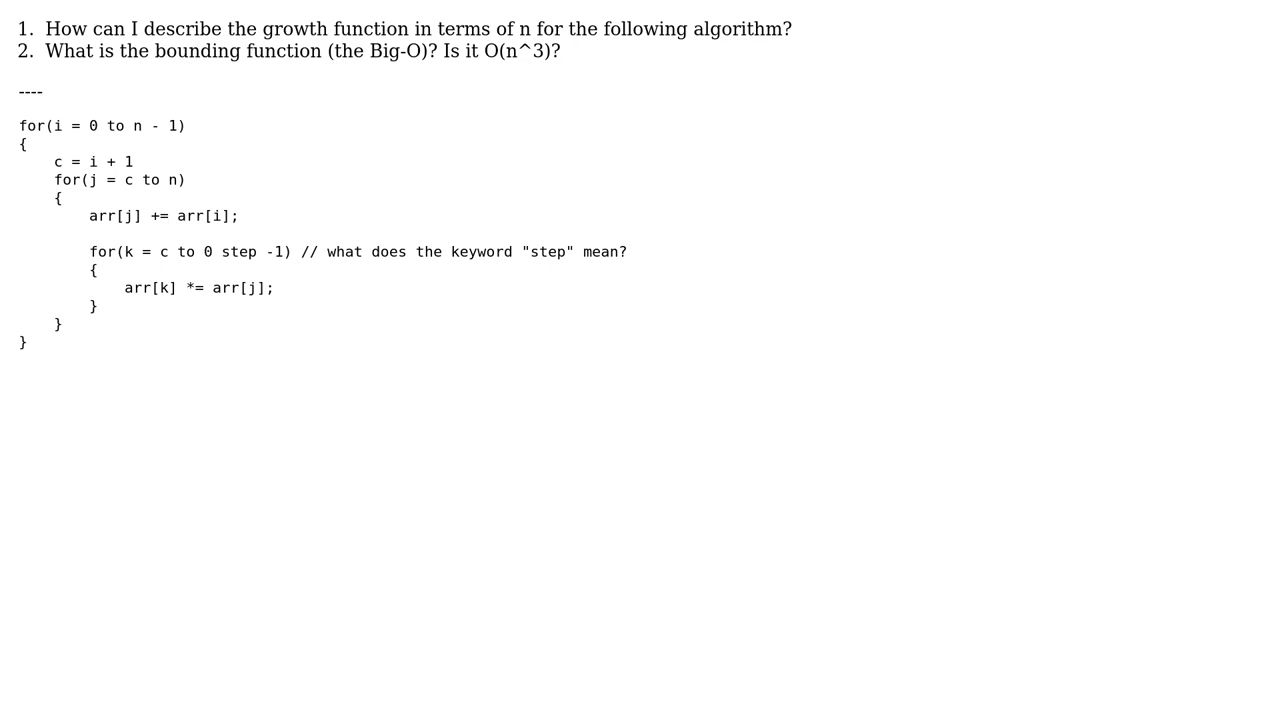 1. How can I describe the growth function in terms of n for the following algorithm?
2. What is the bounding function (the Big-O)? Is it O(n^3)?
----
for(i = 0 to n - 1)
{
    c = i + 1
    for(j = c to n)
    {
        arr[j] += arr[i];
        for(k = c to 0 step -1) // what does the keyword "step" mean?
        {
            arr[k] *= arr[j];
        }
    }
}